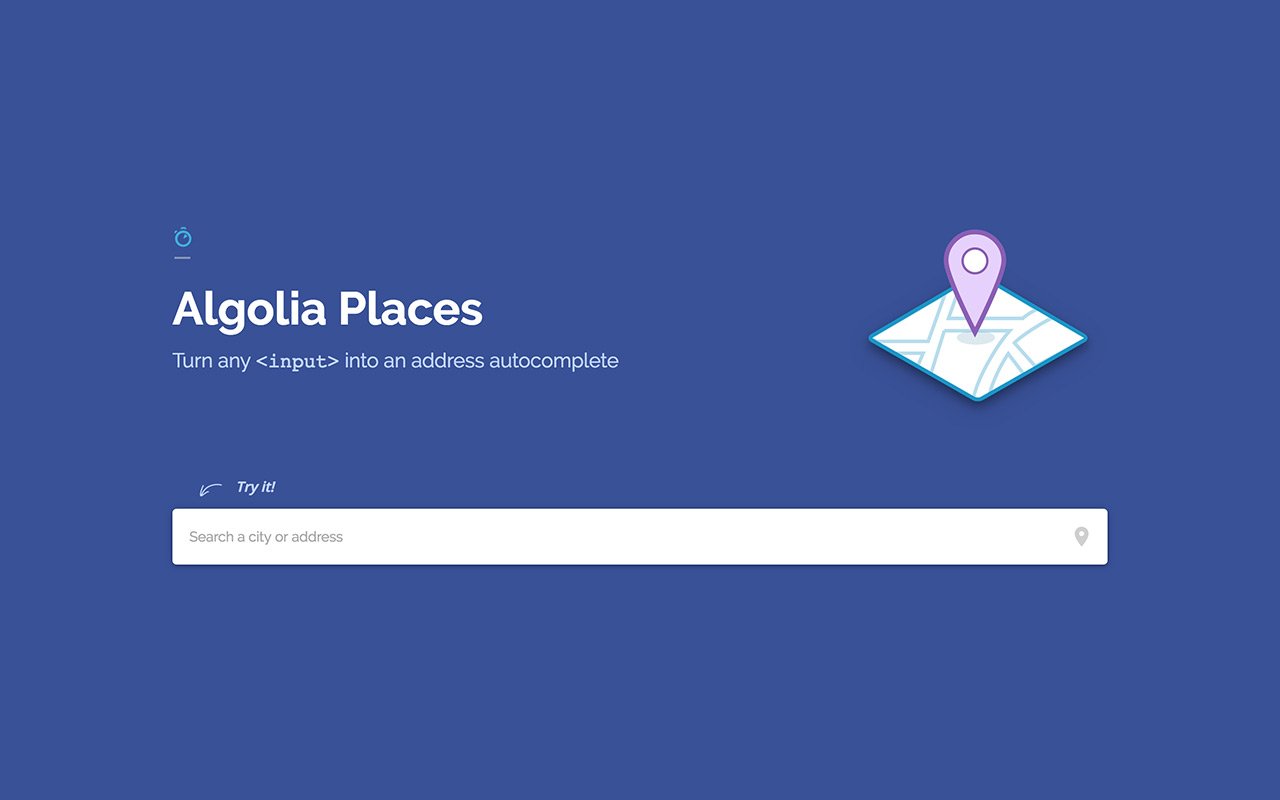 Algolia Places
Turn any <input> into an address autocomplete
Try it!
Search a city or address